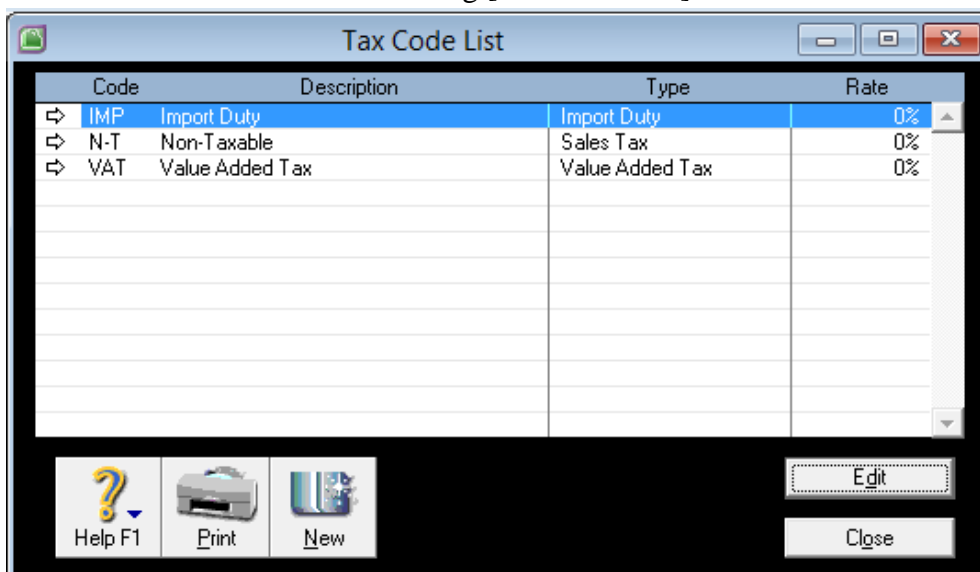 Tax Code List
Code Description Type Rate
IMP Import Duty Import Duty 0%
N-T Non-Taxable Sales Tax 0%
VAT Value Added Tax Value Added Tax 0%
Edit
Help F1 Print New
Close